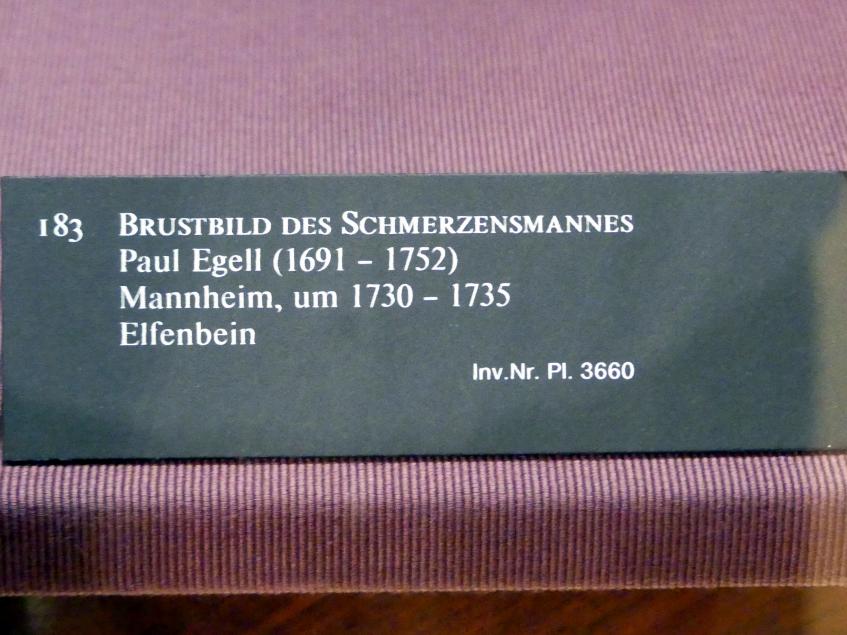 183 Brustbild des Schmerzensmannes
Paul Egell (1691 – 1752)
Mannheim, um 1730 – 1735
Elfenbein
Inv.Nr. Pl. 3660